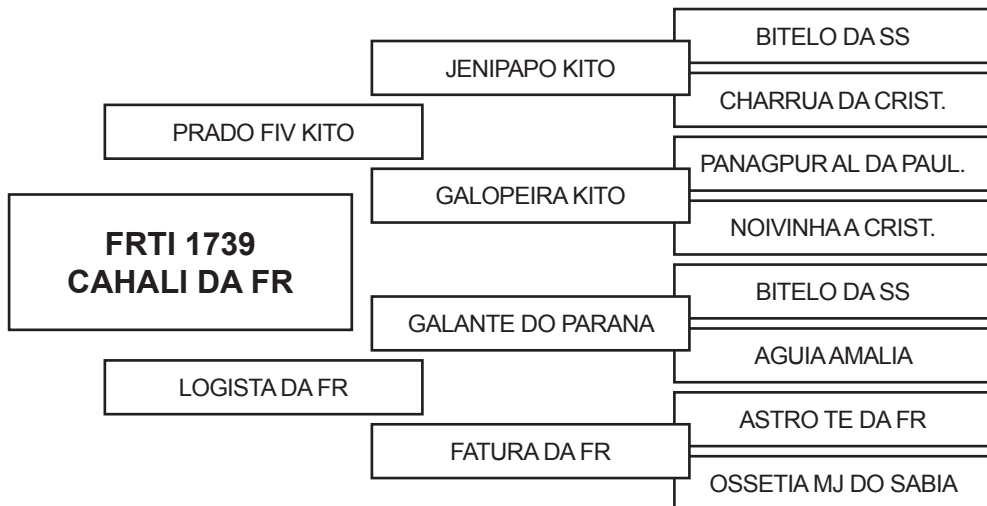 BITELO DA SS
JENIPAPO KITO
CHARRUA DA CRIST.
PRADO FIV KITO
PANAGPUR AL DA PAUL.
GALOPEIRA KITO
NOIVINHA A CRIST.
FRTI 1739
CAHALI DA FR
BITELO DA SS
GALANTE DO PARANA
AGUIA AMALIA
LOGISTA DA FR
ASTRO TE DA FR
FATURA DA FR
OSSETIA MJ DO SABIA